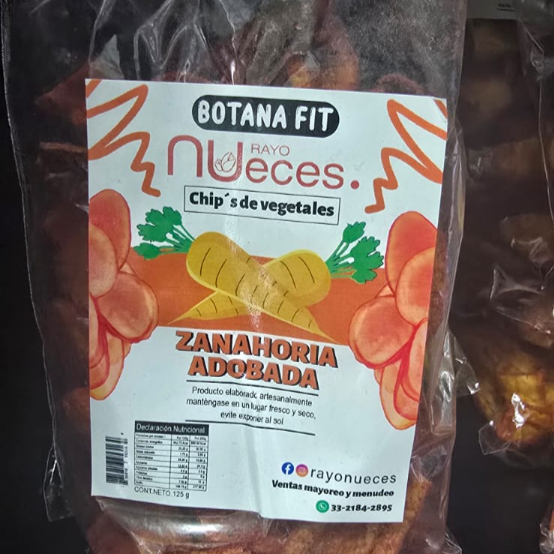 BOTANA FIT
RAYO
nueces.
Chip´s de vegetales
ZANAHORIA
ADOBADA
Producto elaborado artesanalmente
manténgase en un lugar fresco y seco,
evite exponer al sol
Declaración Nutricional
CONT.NETO.125 g
rayonueces
Ventas mayoreo y menudeo
33-2184-2895